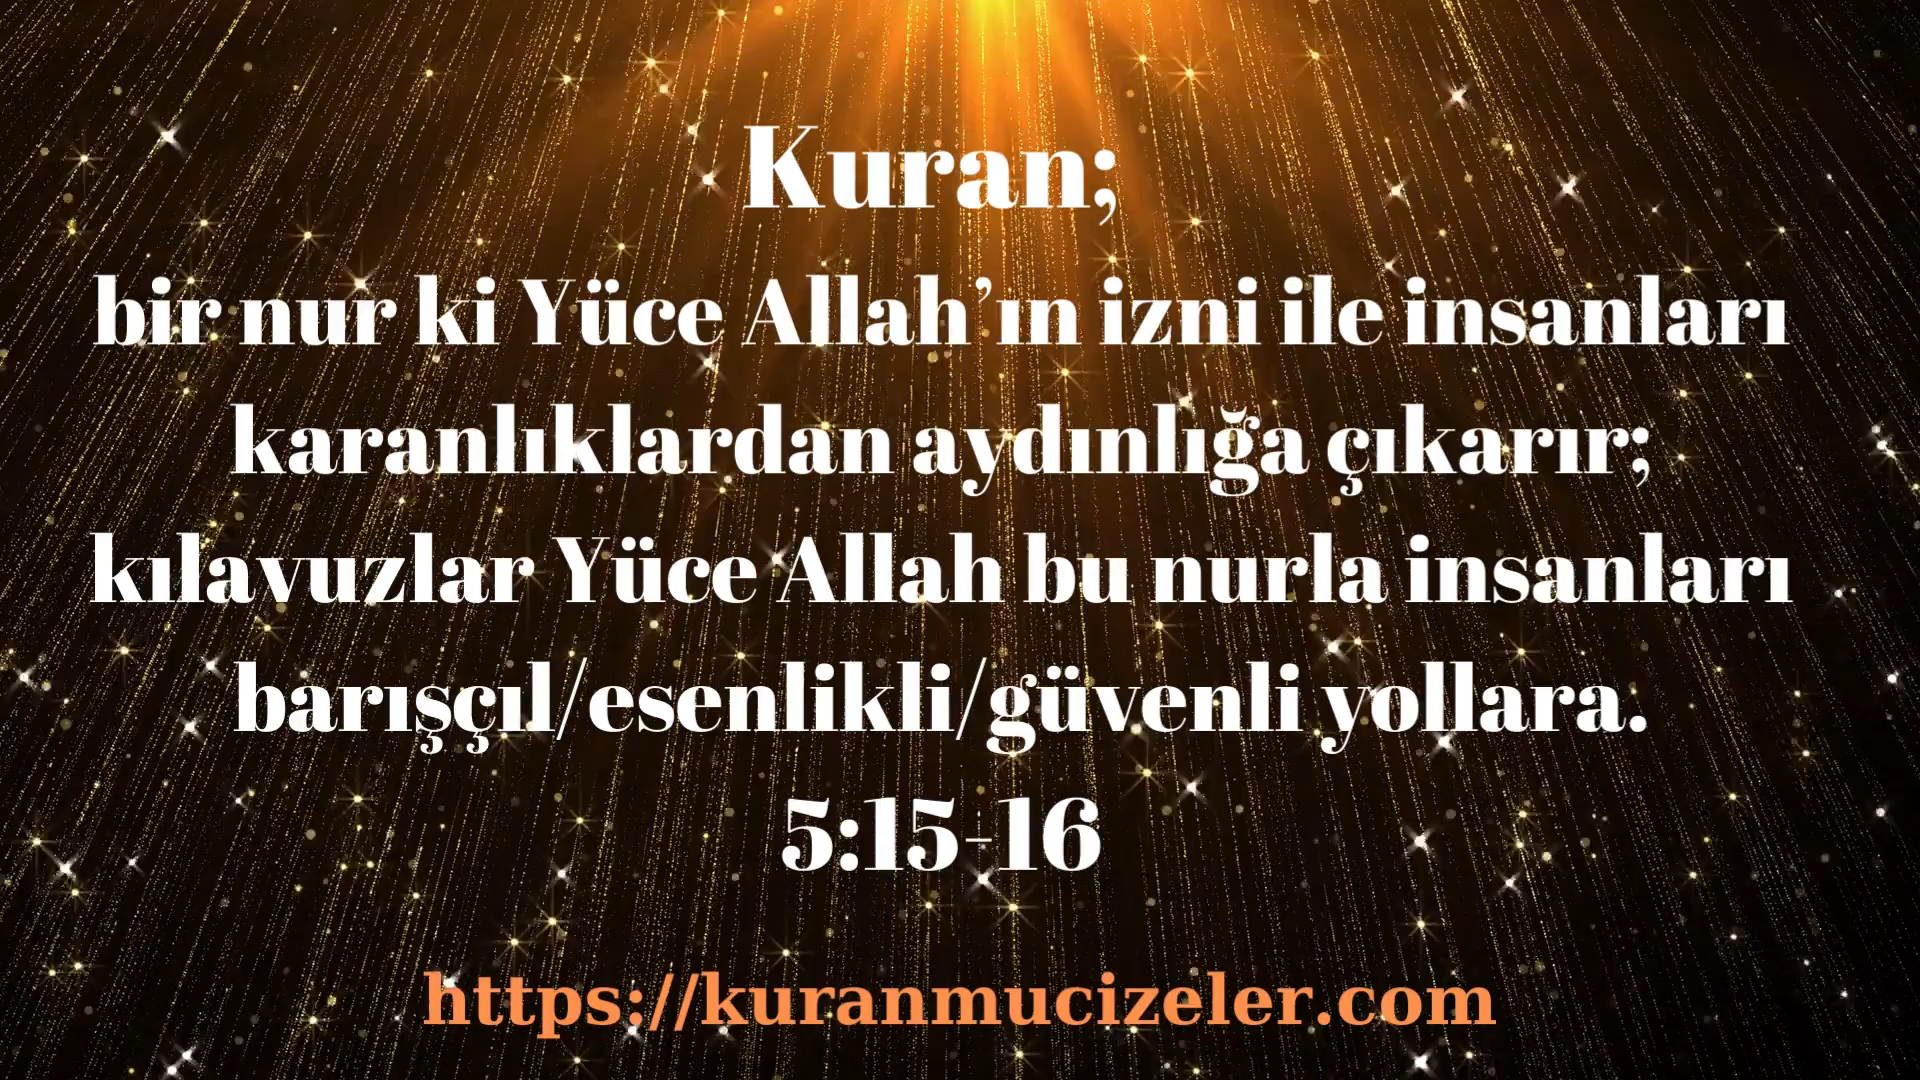 Kuran;
bir nur ki Yüce Allah’ın izni ile insanları
karanlıklardan aydınlığa çıkarır;
kılavuzlar Yüce Allah bu nurla insanları
barışçıl/esenlikli/güvenli yollara.
5:15-16
https://kuranmucizeler.com